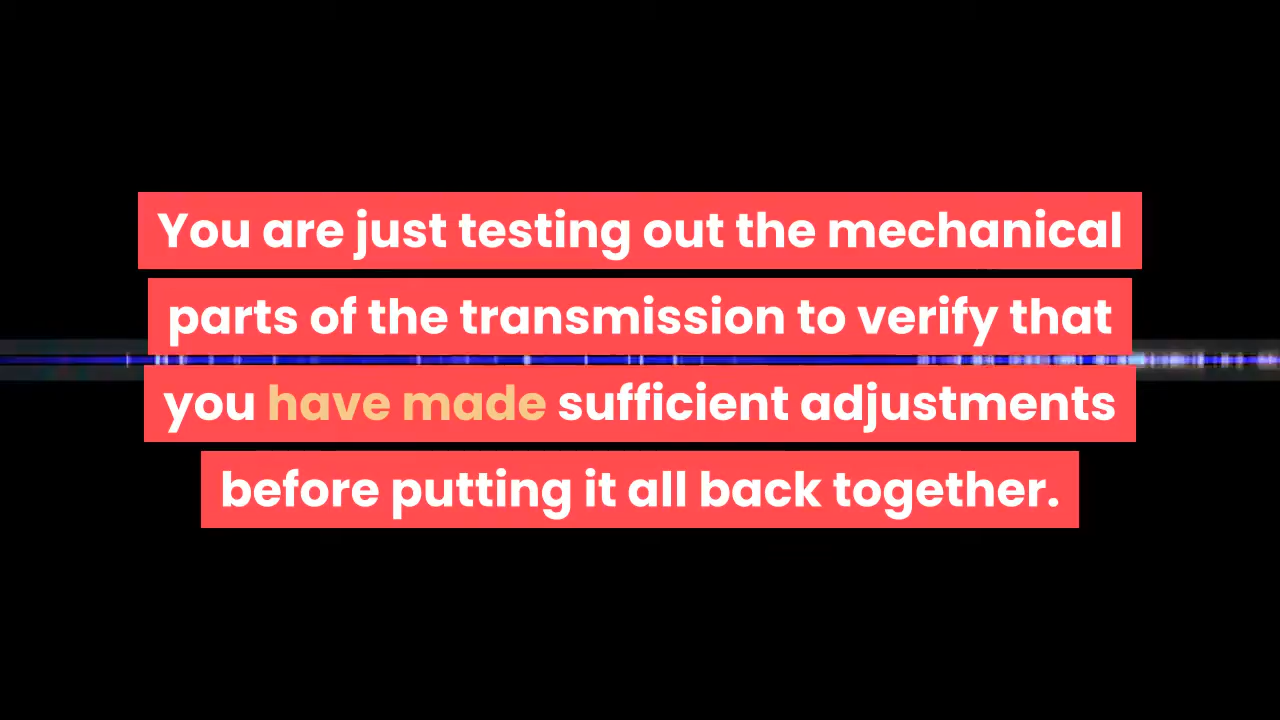 You are just testing out the mechanical
parts of the transmission to verify that
you have made sufficient adjustments
before putting it all back together.